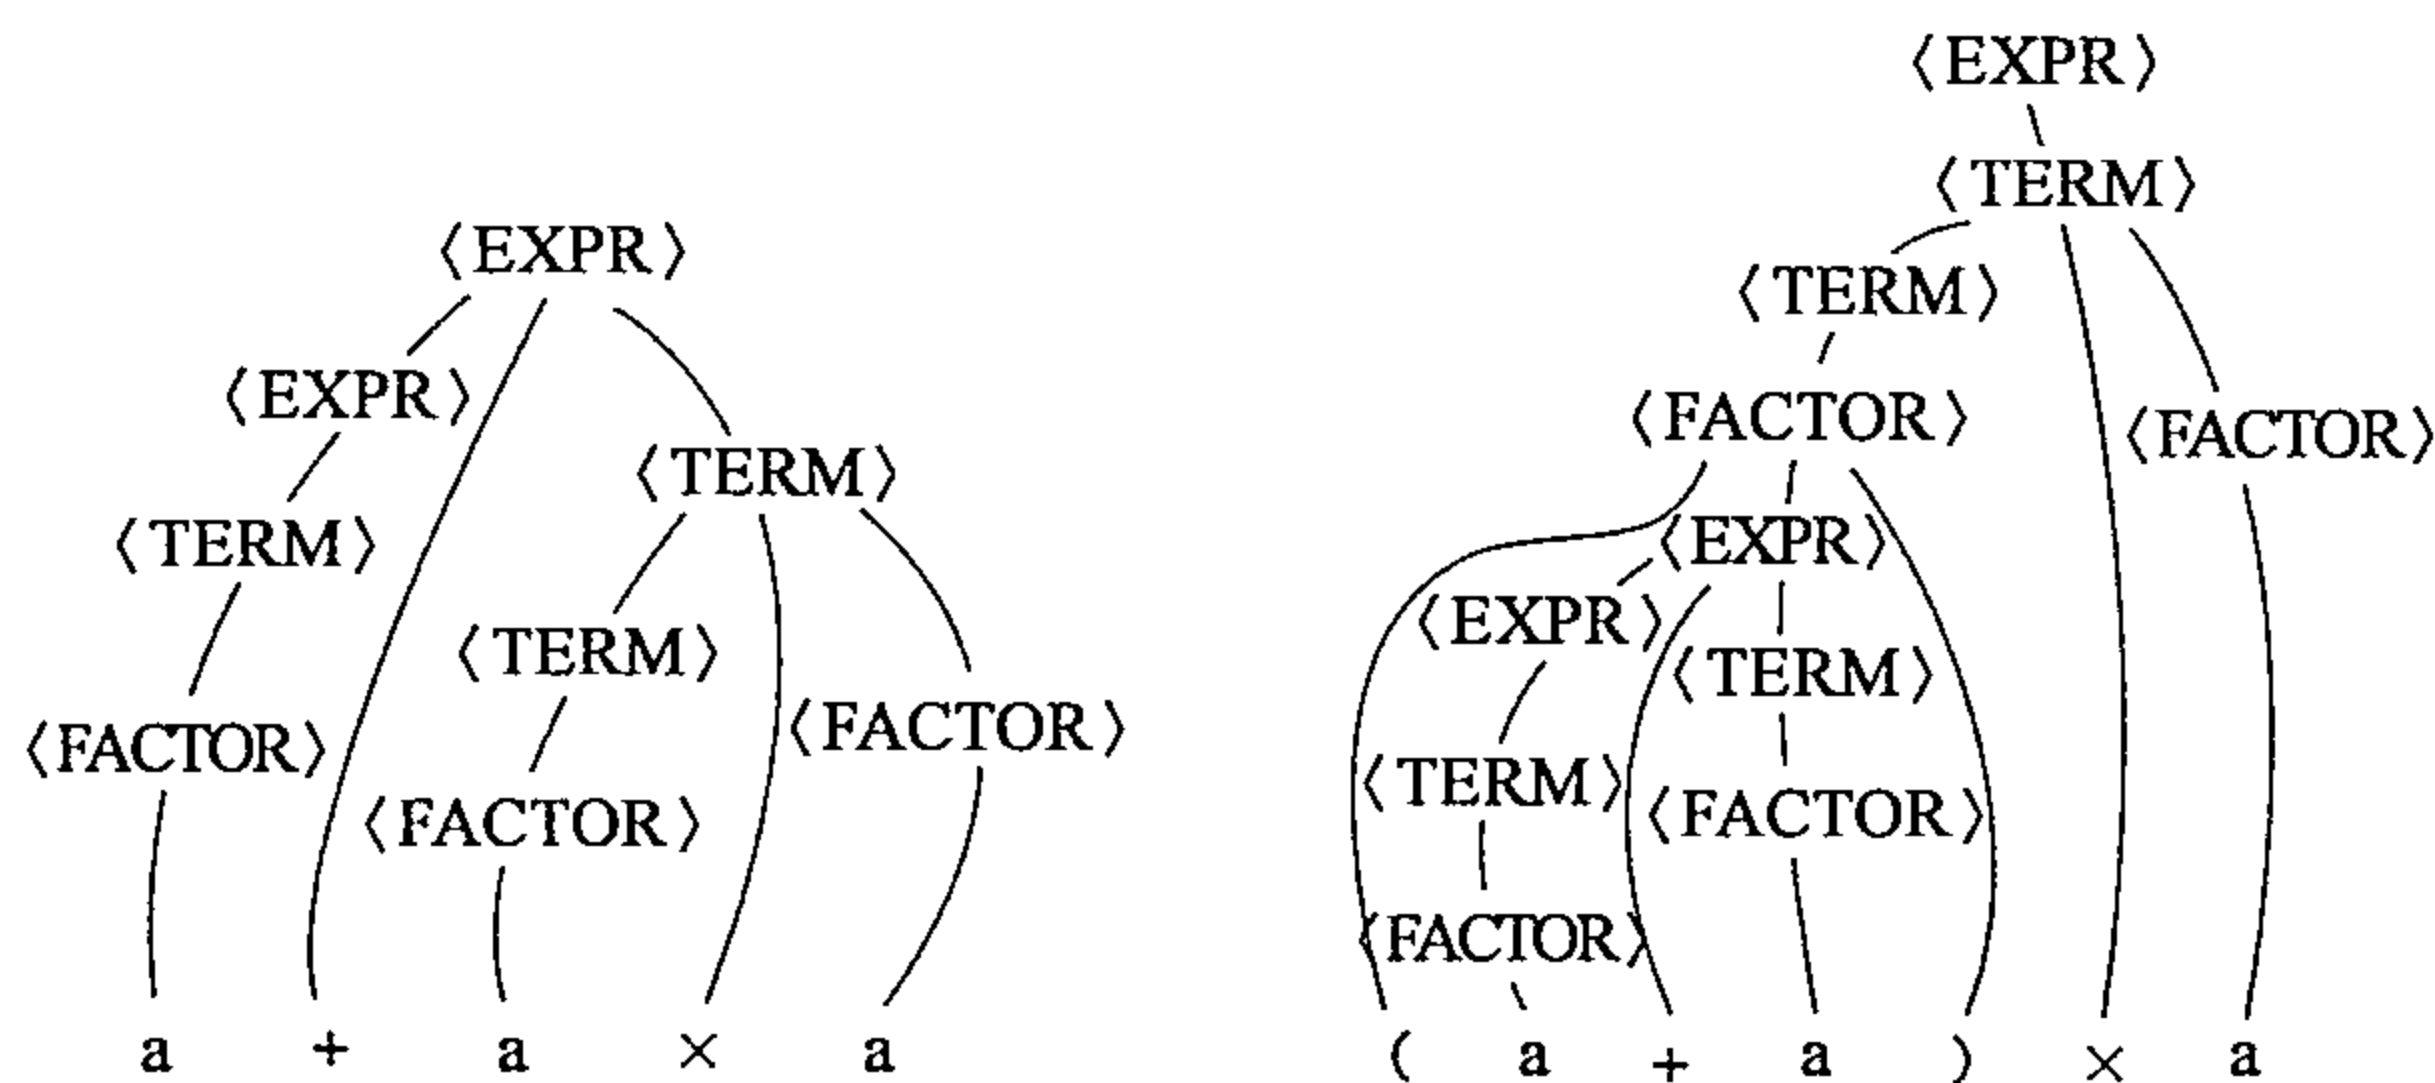 ⟨EXPR⟩
⟨EXPR⟩
⟨TERM⟩
⟨TERM⟩
⟨TERM⟩
⟨FACTOR⟩
⟨FACTOR⟩
⟨FACTOR⟩
a + a × a
⟨EXPR⟩
⟨TERM⟩
⟨TERM⟩
⟨FACTOR⟩
⟨FACTOR⟩
⟨EXPR⟩
⟨EXPR⟩
⟨TERM⟩
⟨TERM⟩
⟨FACTOR⟩
⟨FACTOR⟩
( a + a ) × a